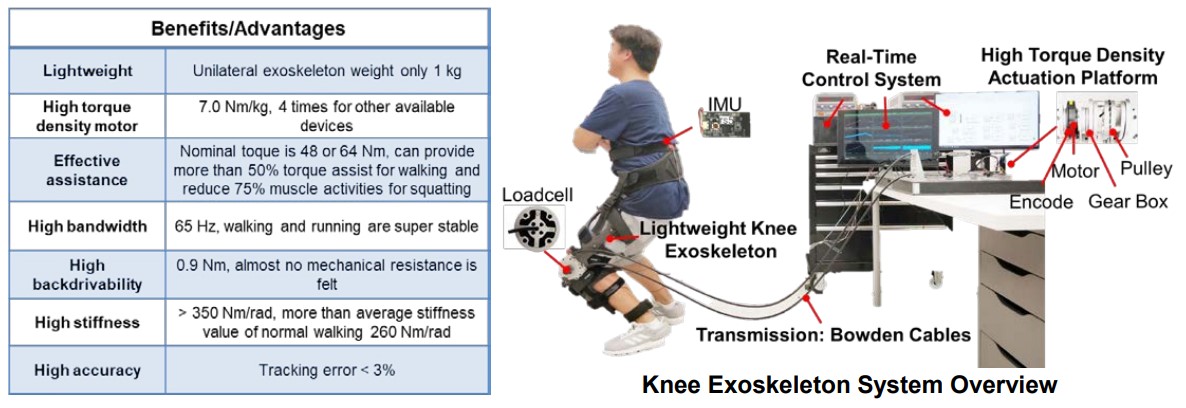 Benefits/Advantages
Lightweight
Unilateral exoskeleton weight only 1 kg
High torque
density motor
7.0 Nm/kg, 4 times for other available
devices
Effective
assistance
Nominal toque is 48 or 64 Nm, can provide
more than 50% torque assist for walking and
reduce 75% muscle activities for squatting
High bandwidth
65 Hz, walking and running are super stable
High
backdrivability
0.9 Nm, almost no mechanical resistance is
felt
High stiffness
> 350 Nm/rad, more than average stiffness
value of normal walking 260 Nm/rad
High accuracy
Tracking error < 3%
Real-Time
Control System
High Torque Density
Actuation Platform
IMU
Motor
Pulley
Encode
Gear Box
Loadcell
Lightweight Knee
Exoskeleton
Transmission: Bowden Cables
Knee Exoskeleton System Overview